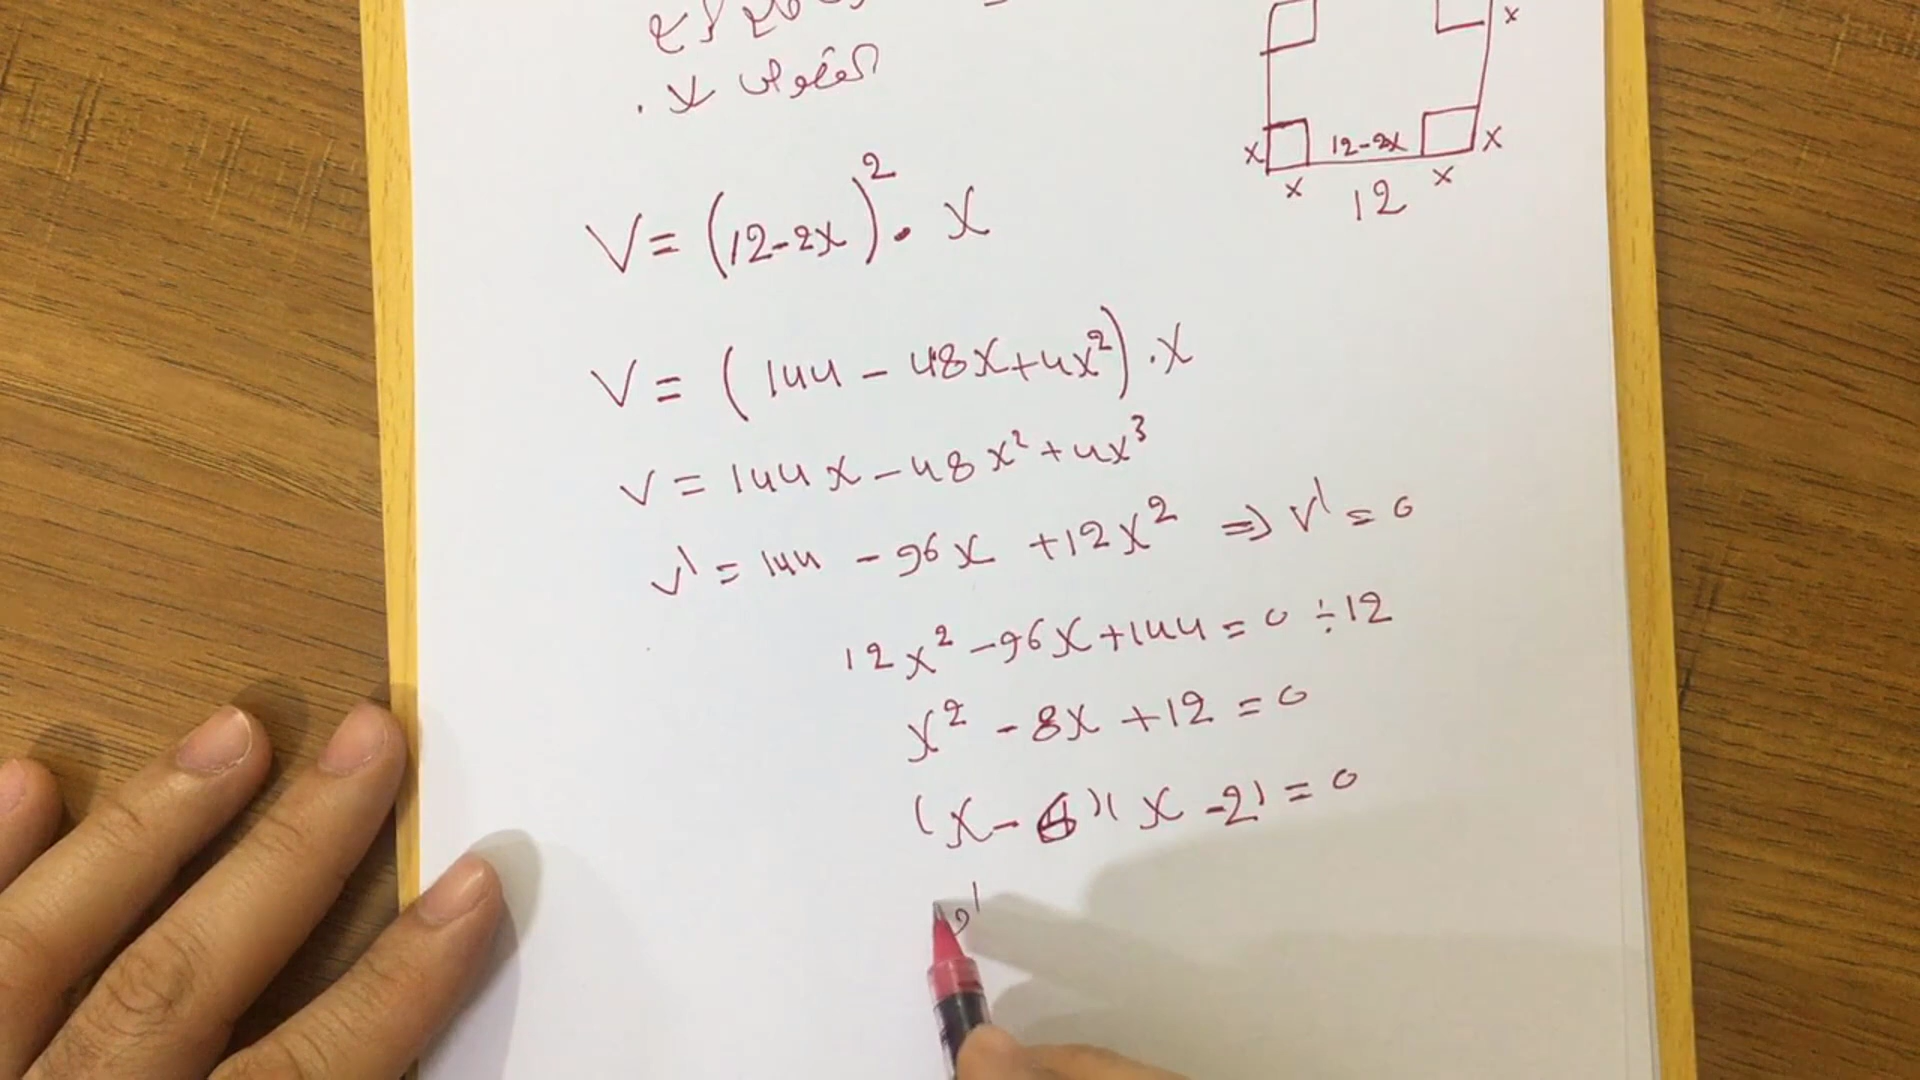 القطوع x .
x
x 12-2x x
x 12 x
V = (12-2x)² . x
V = (144 - 48x+4x²) . x
V = 144x - 48x² + 4x³
V' = 144 - 96x + 12x² ⇒ V' = 0
12x² - 96x + 144 = 0 ÷ 12
x² - 8x + 12 = 0
(x - 6)(x - 2) = 0